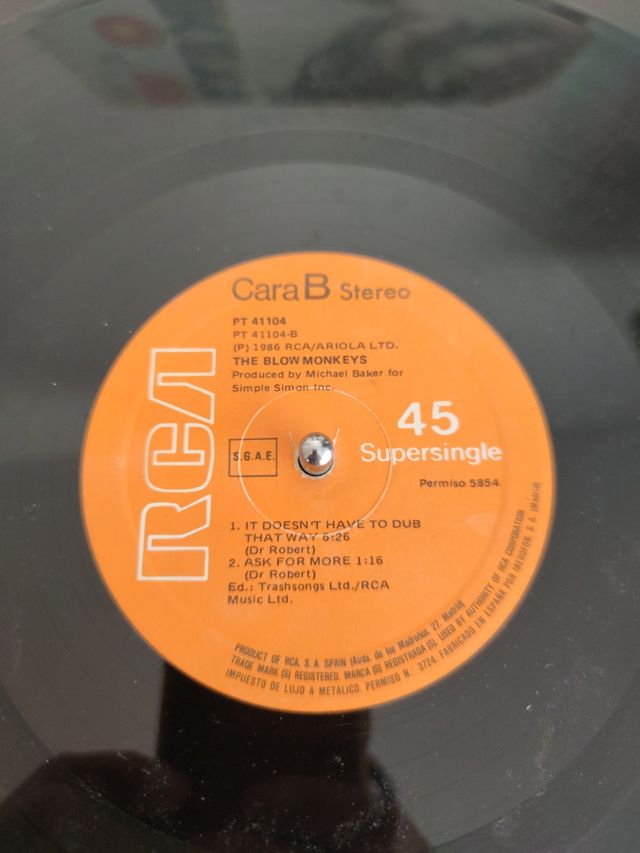 Cara B Stereo
PT 41104
PT 41104-B
(P) 1986 RCA/ARIOLA LTD.
THE BLOW MONKEYS
Produced by Michael Baker for
Simple Simon Inc.
RCA
45
Supersingle
S.G.A.E.
Permiso 5854
1. IT DOESN'T HAVE TO DUB
THAT WAY 6:26
(Dr Robert)
2. ASK FOR MORE 1:16
(Dr Robert)
Ed.: Trashsongs Ltd./RCA
Music Ltd.
PRODUCT OF RCA, S. A. SPAIN (Avda. de los Madroños, 27. Madrid)
TRADE MARK (S) REGISTERED. MARCA (S) REGISTRADA (S). USED BY AUTHORITY OF RCA CORPORATION.
IMPUESTO DE LUJO A METALICO. PERMISO N. 3724. FABRICADO EN ESPAÑA POR IBEROFON, S. A. (Madrid)